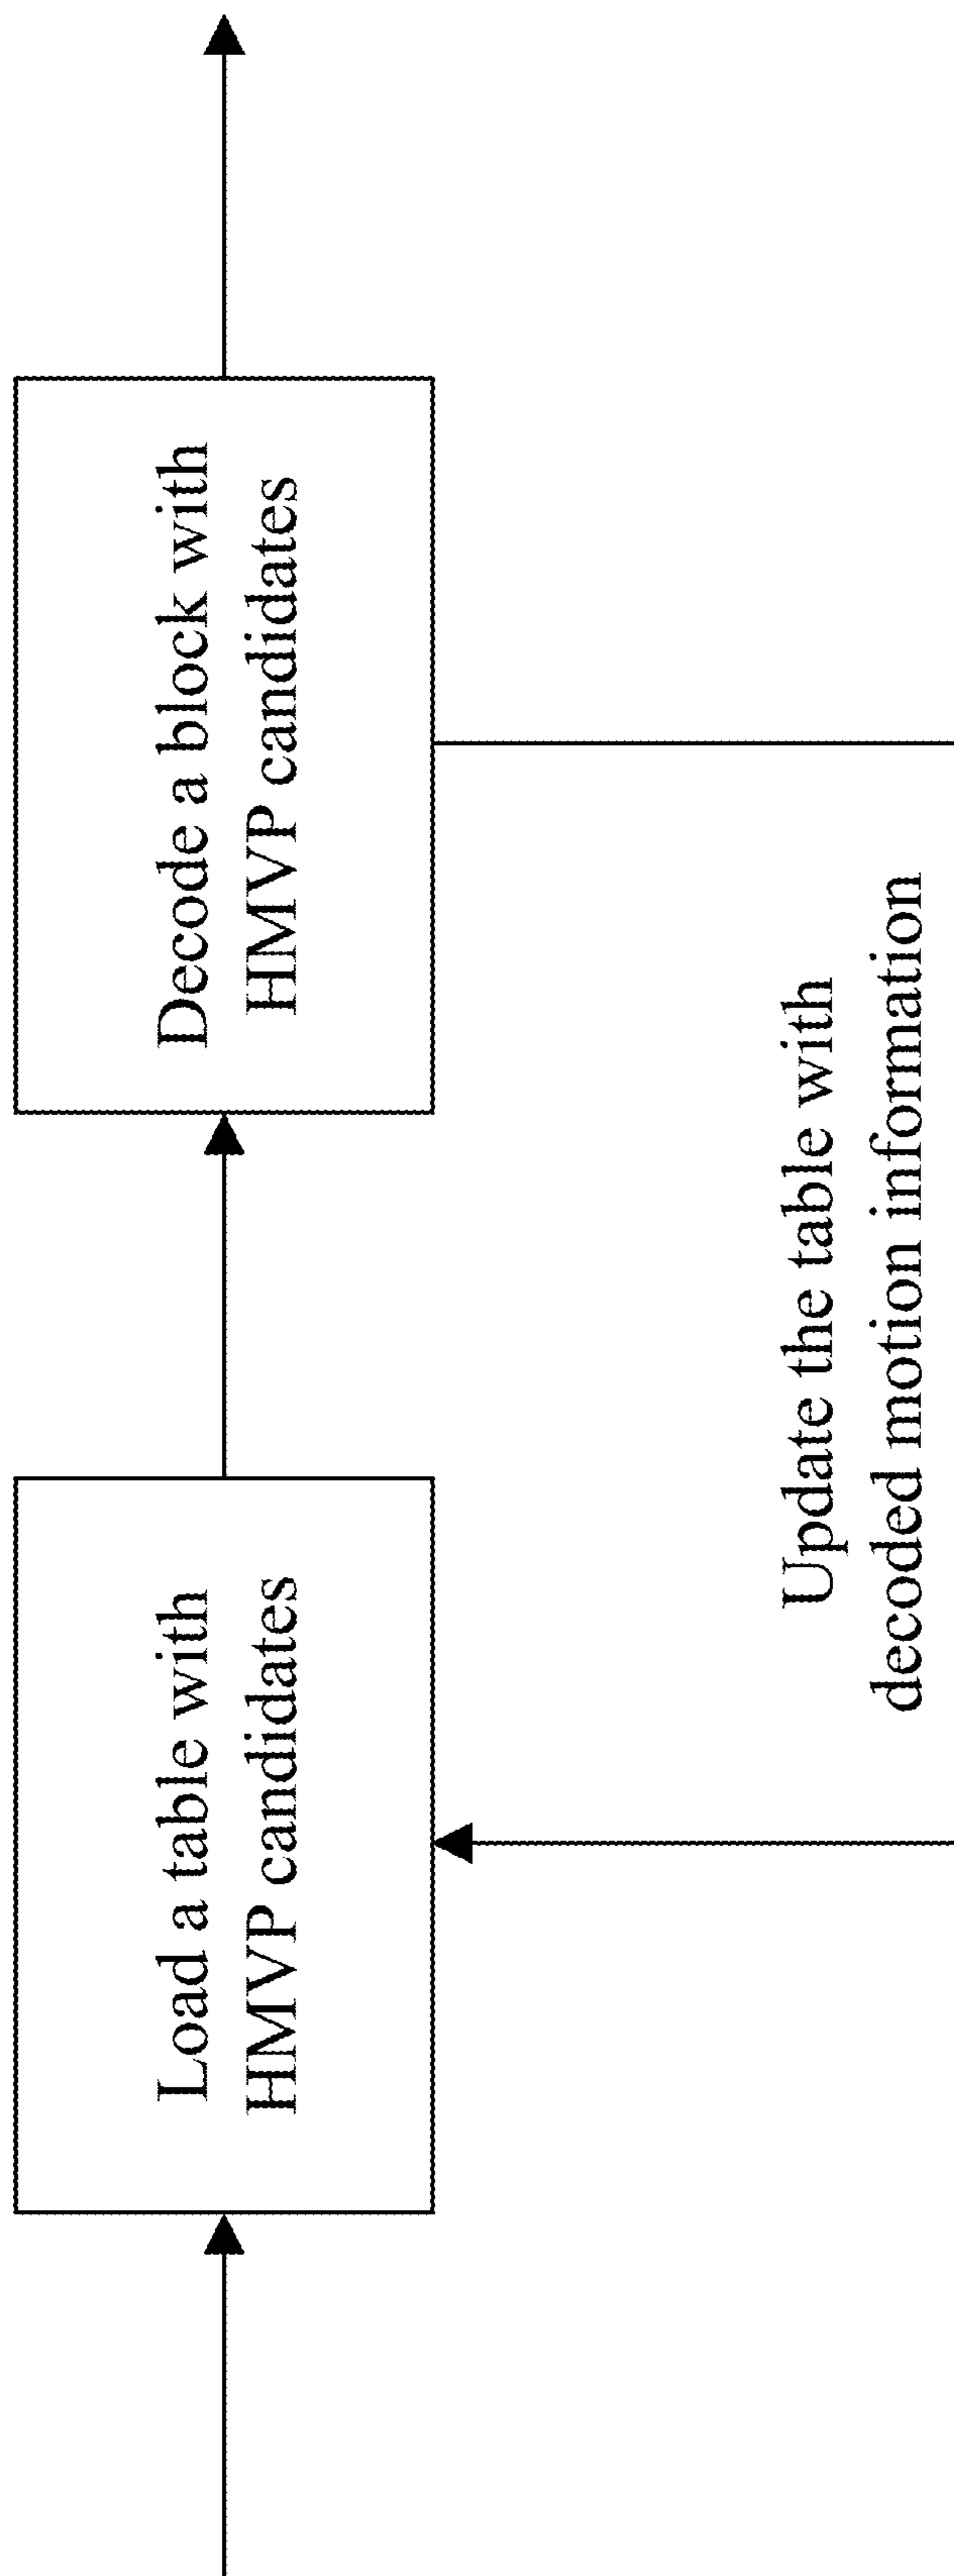 Load a table with
HMVP candidates
Decode a block with
HMVP candidates
Update the table with
decoded motion information